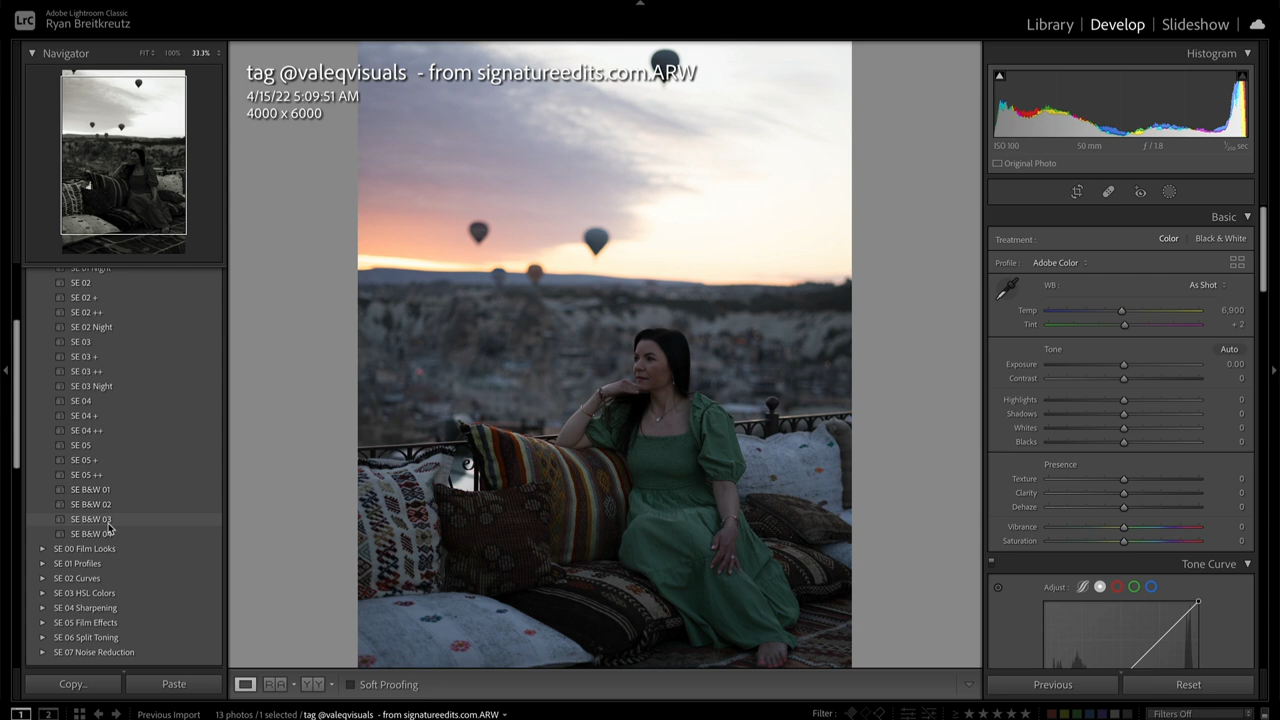 LrC
Adobe Lightroom Classic
Ryan Breitkreutz
Library | Develop | Slideshow
Navigator FIT 100% 33.3%
SE 01 Night
SE 02
SE 02 +
SE 02 ++
SE 02 Night
SE 03
SE 03 +
SE 03 ++
SE 03 Night
SE 04
SE 04 +
SE 04 ++
SE 05
SE 05 +
SE 05 ++
SE B&W 01
SE B&W 02
SE B&W 03
SE B&W 04
SE 00 Film Looks
SE 01 Profiles
SE 02 Curves
SE 03 HSL Colors
SE 04 Sharpening
SE 05 Film Effects
SE 06 Split Toning
SE 07 Noise Reduction
Copy... Paste
tag @valeqvisuals - from signatureedits.com.ARW
4/15/22 5:09:51 AM
4000 x 6000
Soft Proofing
Histogram
ISO 100 50 mm ƒ / 1.8 sec
Original Photo
Basic
Treatment : Color Black & White
Profile : Adobe Color
WB : As Shot
Temp 6,900
Tint + 2
Tone Auto
Exposure 0.00
Contrast 0
Highlights 0
Shadows 0
Whites 0
Blacks 0
Presence
Texture 0
Clarity 0
Dehaze 0
Vibrance 0
Saturation 0
Tone Curve
Adjust :
Previous Reset
1 2 Previous Import 13 photos / 1 selected / tag @valeqvisuals - from signatureedits.com.ARW Filter : Filters Off